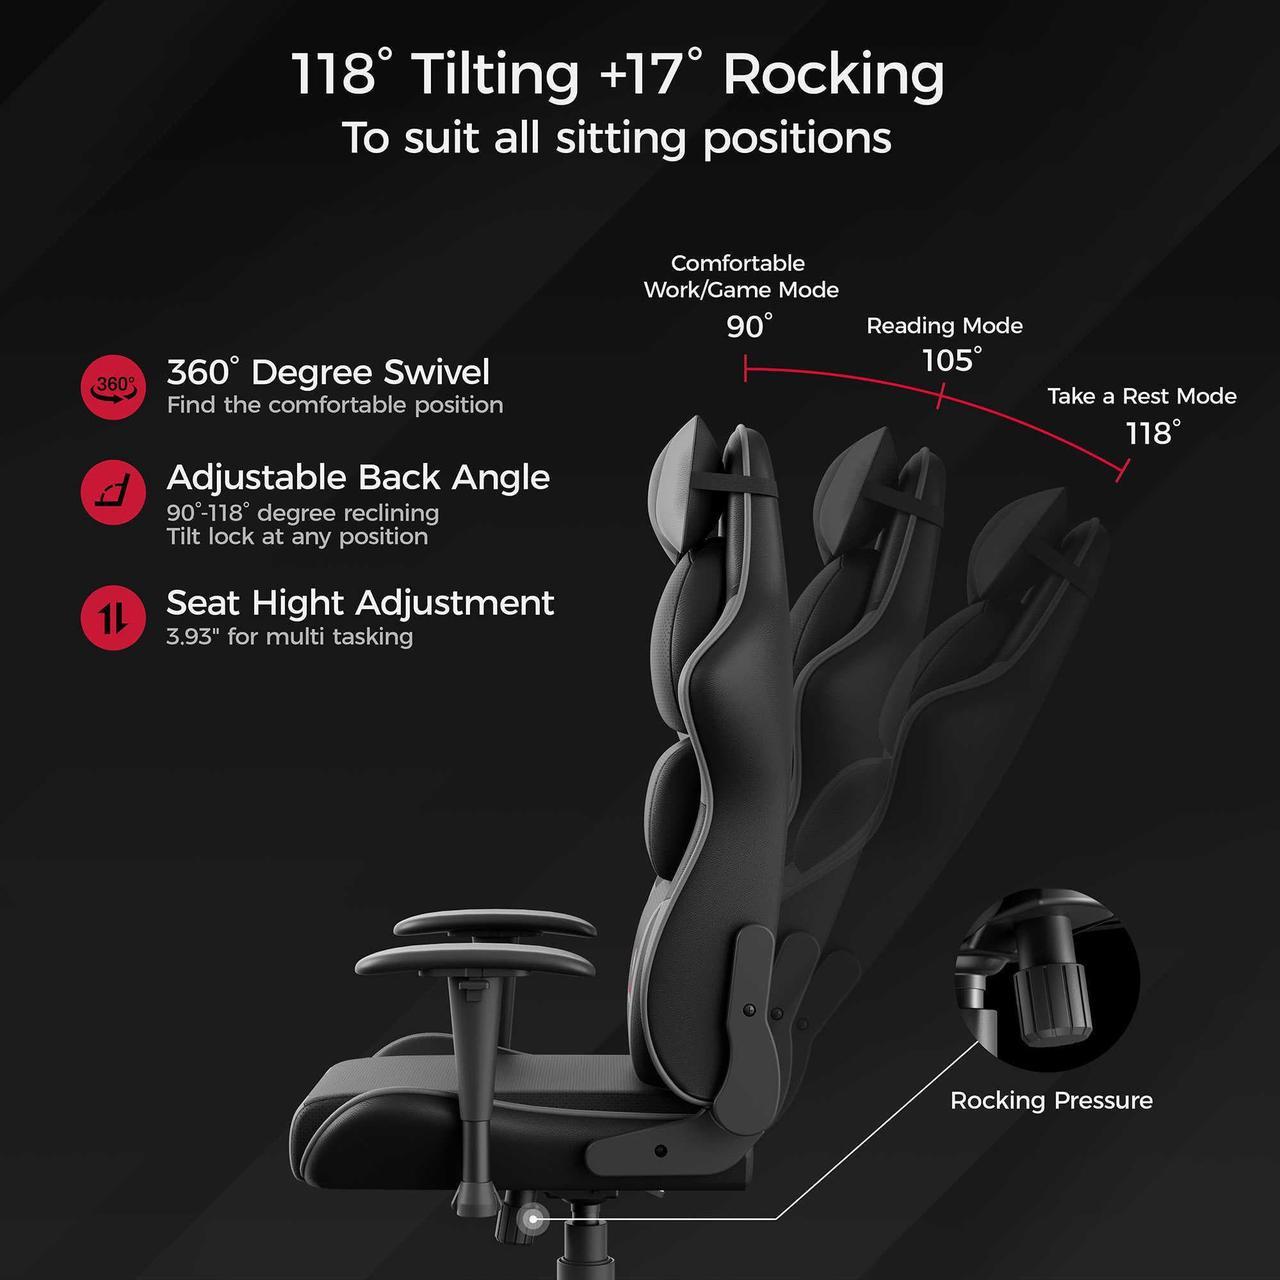 118° Tilting +17° Rocking
To suit all sitting positions
Comfortable
Work/Game Mode
90°
Reading Mode
105°
Take a Rest Mode
118°
360°
360° Degree Swivel
Find the comfortable position
Adjustable Back Angle
90°-118° degree reclining
Tilt lock at any position
Seat Hight Adjustment
3.93" for multi tasking
Rocking Pressure